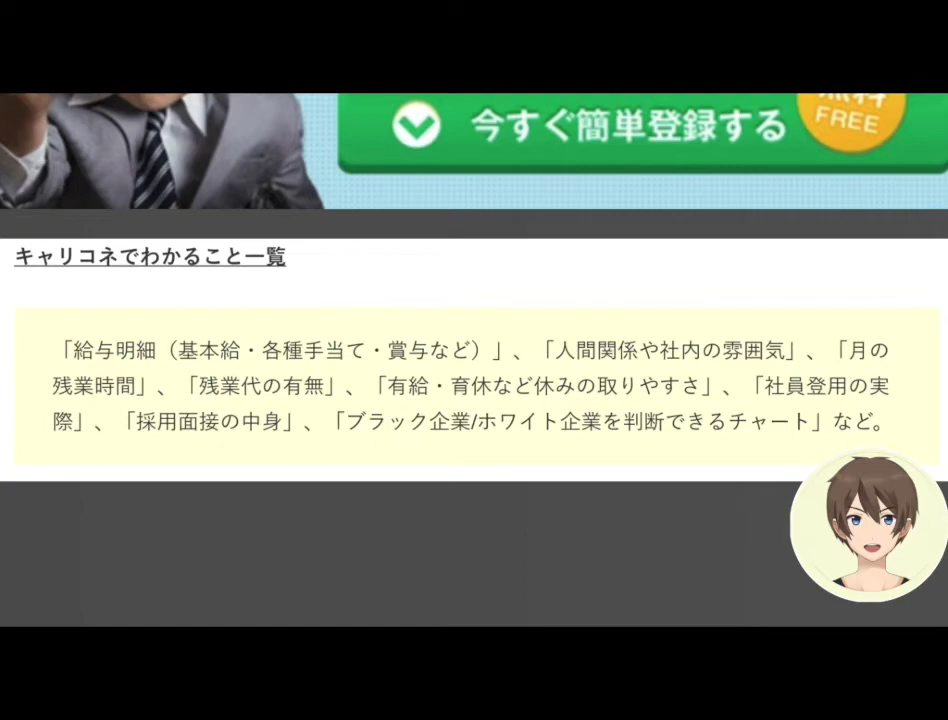 今すぐ簡単登録する
無料
FREE
キャリコネでわかること一覧
「給与明細（基本給・各種手当て・賞与など）」、「人間関係や社内の雰囲気」、「月の
残業時間」、「残業代の有無」、「有給・育休など休みの取りやすさ」、「社員登用の実
際」、「採用面接の中身」、「ブラック企業/ホワイト企業を判断できるチャート」など。